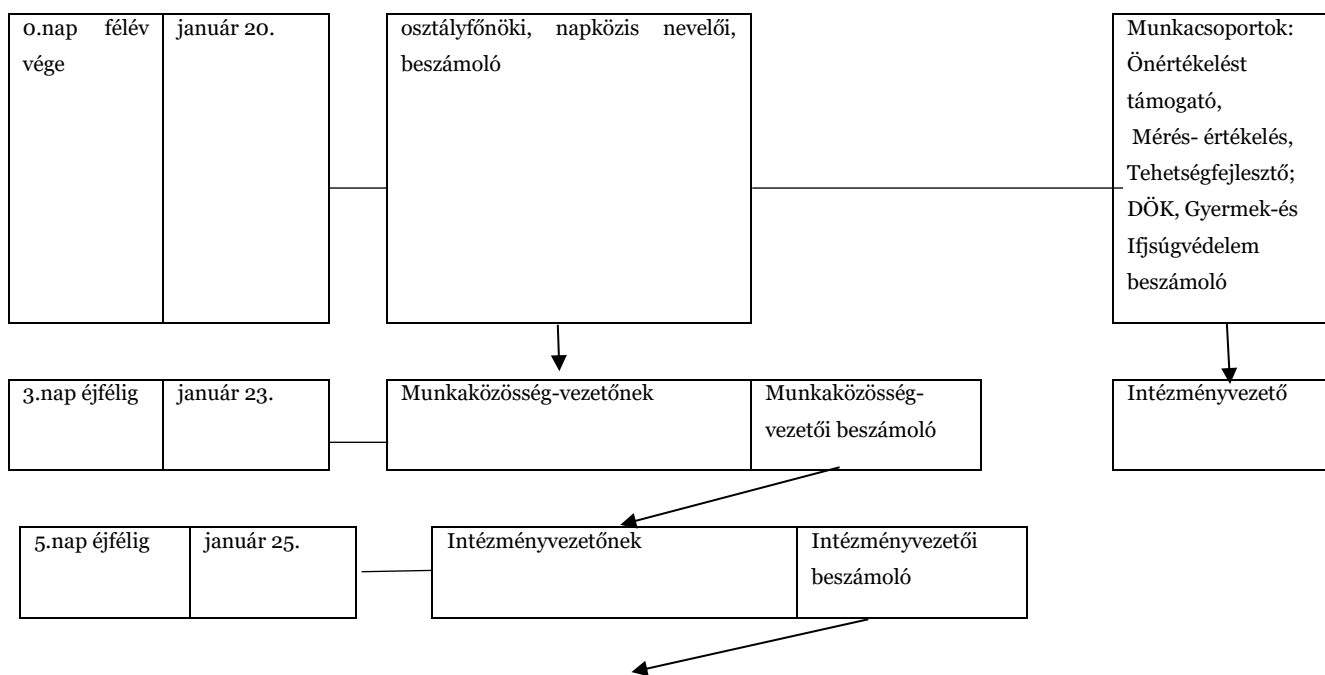 0.nap félév
vége
január 20.
osztályfőnöki, napközis nevelői,
beszámoló
Munkacsoportok:
Önértékelést
támogató,
Mérés- értékelés,
Tehetségfejlesztő;
DÖK, Gyermek-és
Ifjsúgvédelem
beszámoló
3.nap éjfélig
január 23.
Munkaközösség-vezetőnek
Munkaközösség-
vezetői beszámoló
Intézményvezető
5.nap éjfélig
január 25.
Intézményvezetőnek
Intézményvezetői
beszámoló